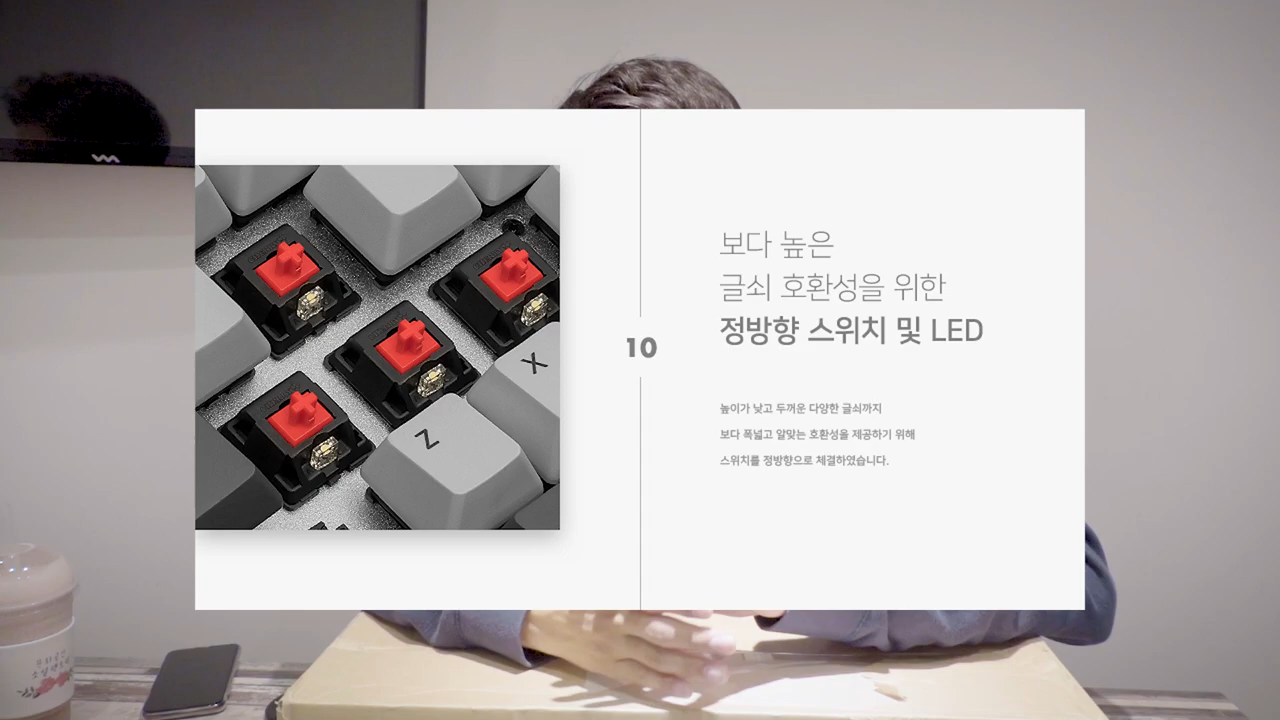 Z
X
10
보다 높은
글쇠 호환성을 위한
정방향 스위치 및 LED
높이가 낮고 두꺼운 다양한 글쇠까지
보다 폭넓고 알맞는 호환성을 제공하기 위해
스위치를 정방향으로 체결하였습니다.